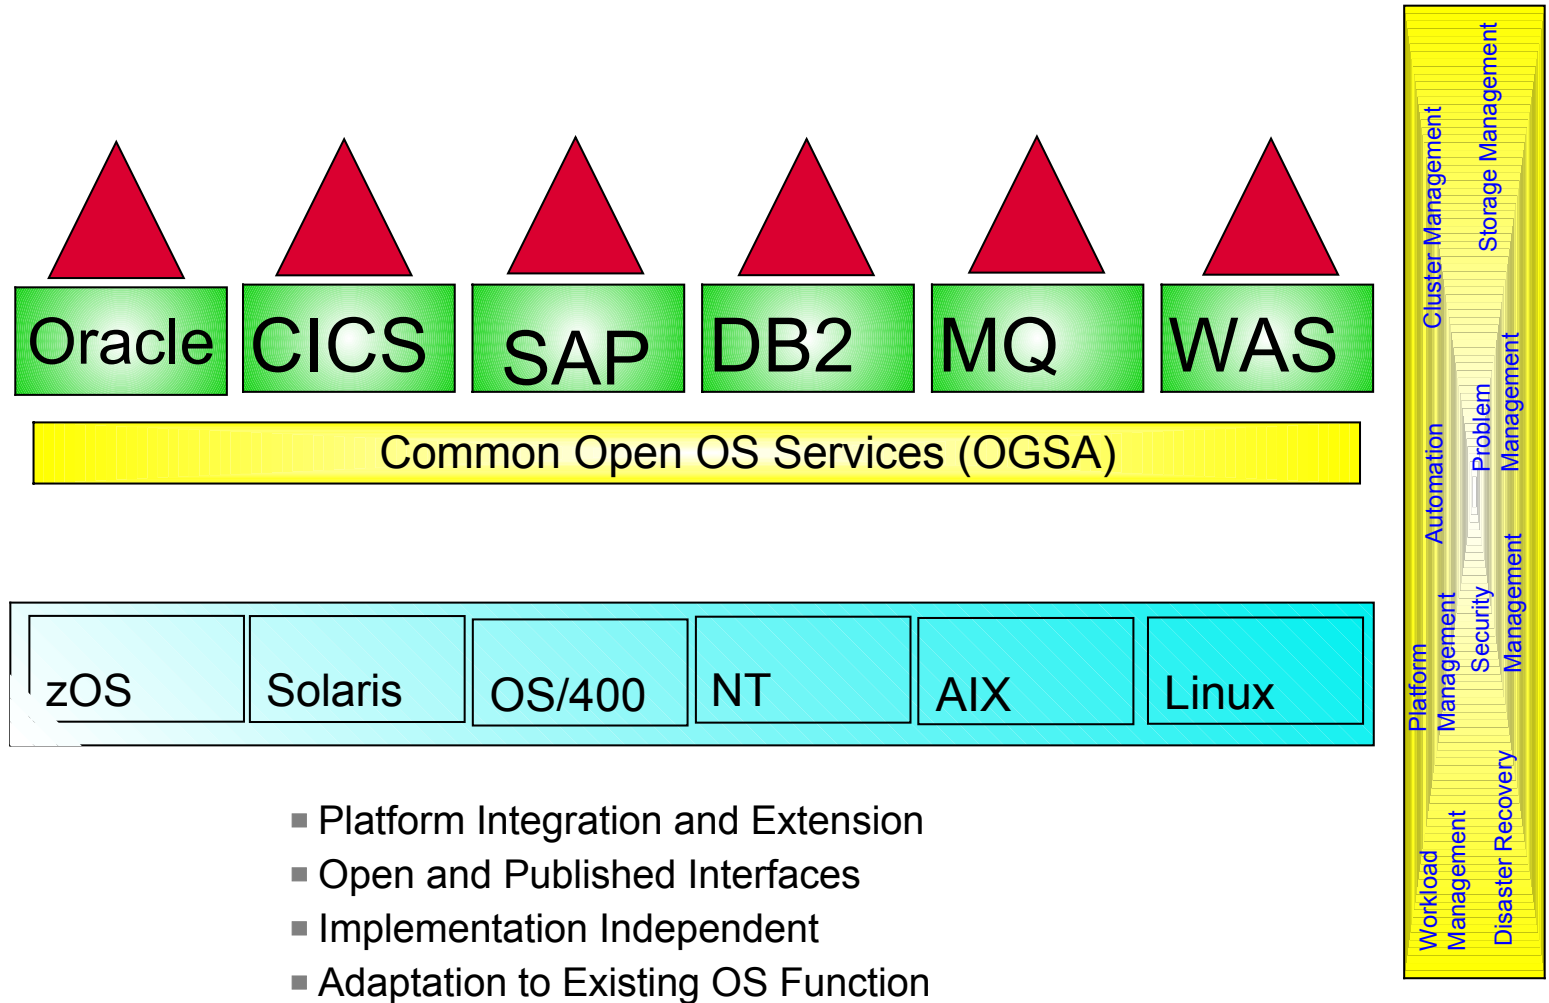 Oracle
CICS
SAP
DB2
MQ
WAS
Common Open OS Services (OGSA)
zOS
Solaris
OS/400
NT
AIX
Linux
Platform Integration and Extension
Open and Published Interfaces
Implementation Independent
Adaptation to Existing OS Function
Cluster Management
Storage Management
Automation
Problem
Management
Platform
Management
Security
Management
Workload
Management
Disaster Recovery